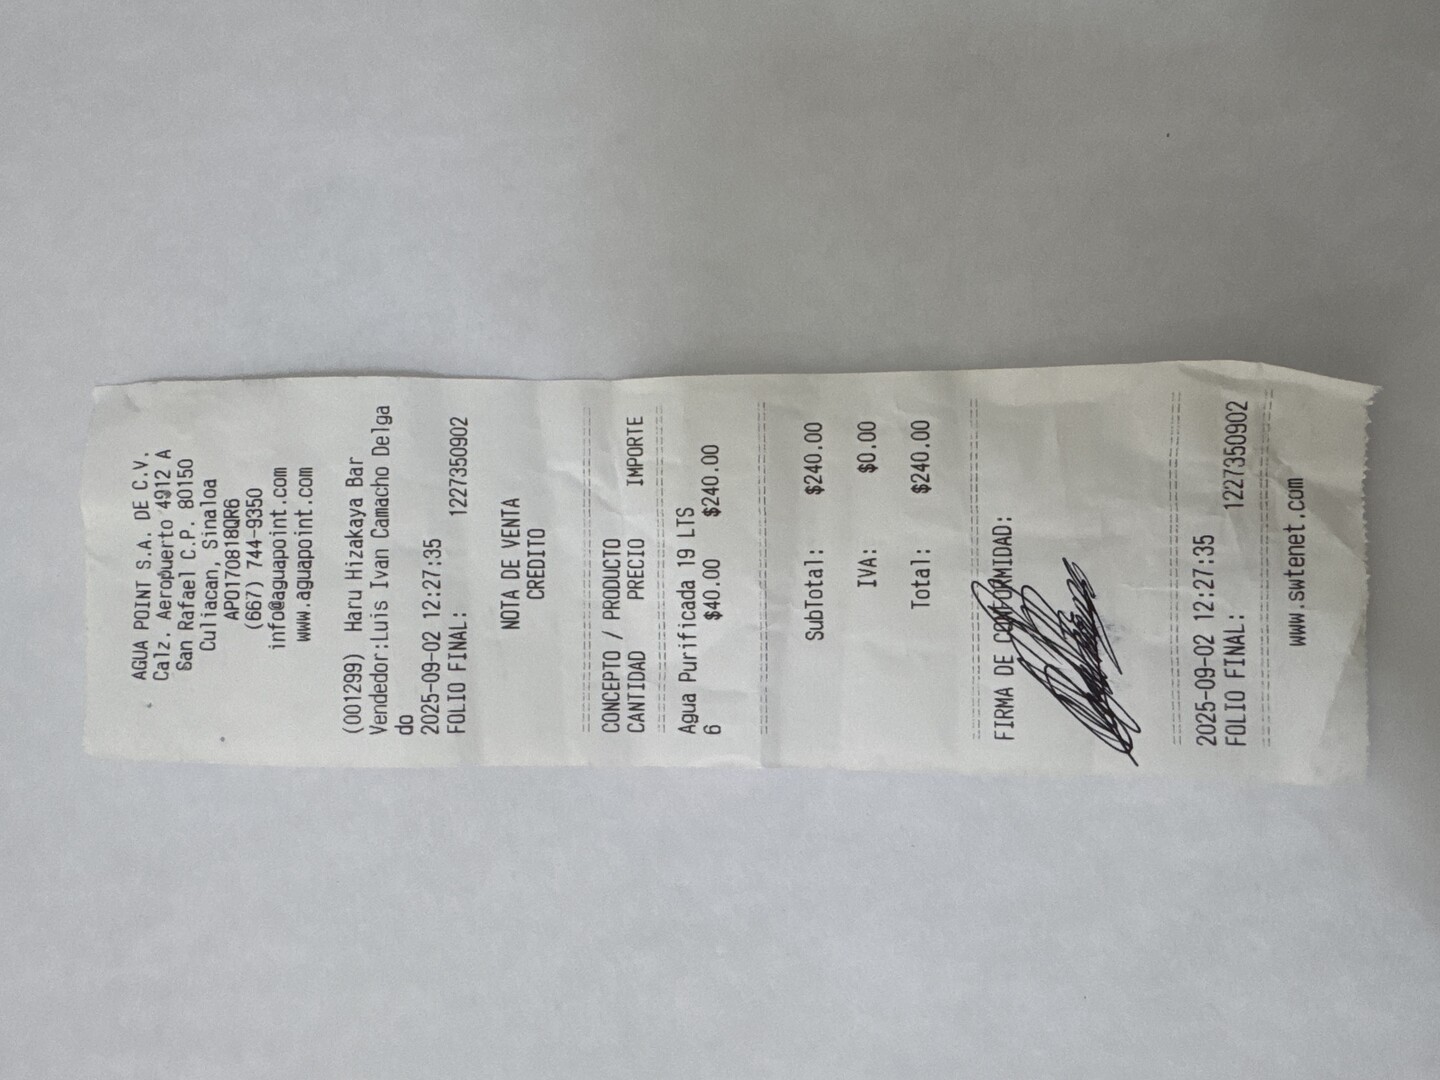 AGUA POINT S.A. DE C.V.
Calz. Aeropuerto 4912 A
San Rafael C.P. 80150
Culiacan, Sinaloa
APO170818QR6
(667) 744-9350
info@aguapoint.com
www.aguapoint.com
(001299) Haru Hizakaya Bar
Vendedor:Luis Ivan Camacho Delga
do
2025-09-02 12:27:35
FOLIO FINAL: 1227350902
NOTA DE VENTA
CREDITO
CONCEPTO / PRODUCTO
CANTIDAD PRECIO IMPORTE
Agua Purificada 19 LTS
6 $40.00 $240.00
SubTotal: $240.00
IVA: $0.00
Total: $240.00
FIRMA DE CONFORMIDAD:
2025-09-02 12:27:35
FOLIO FINAL: 1227350902
www.swtenet.com